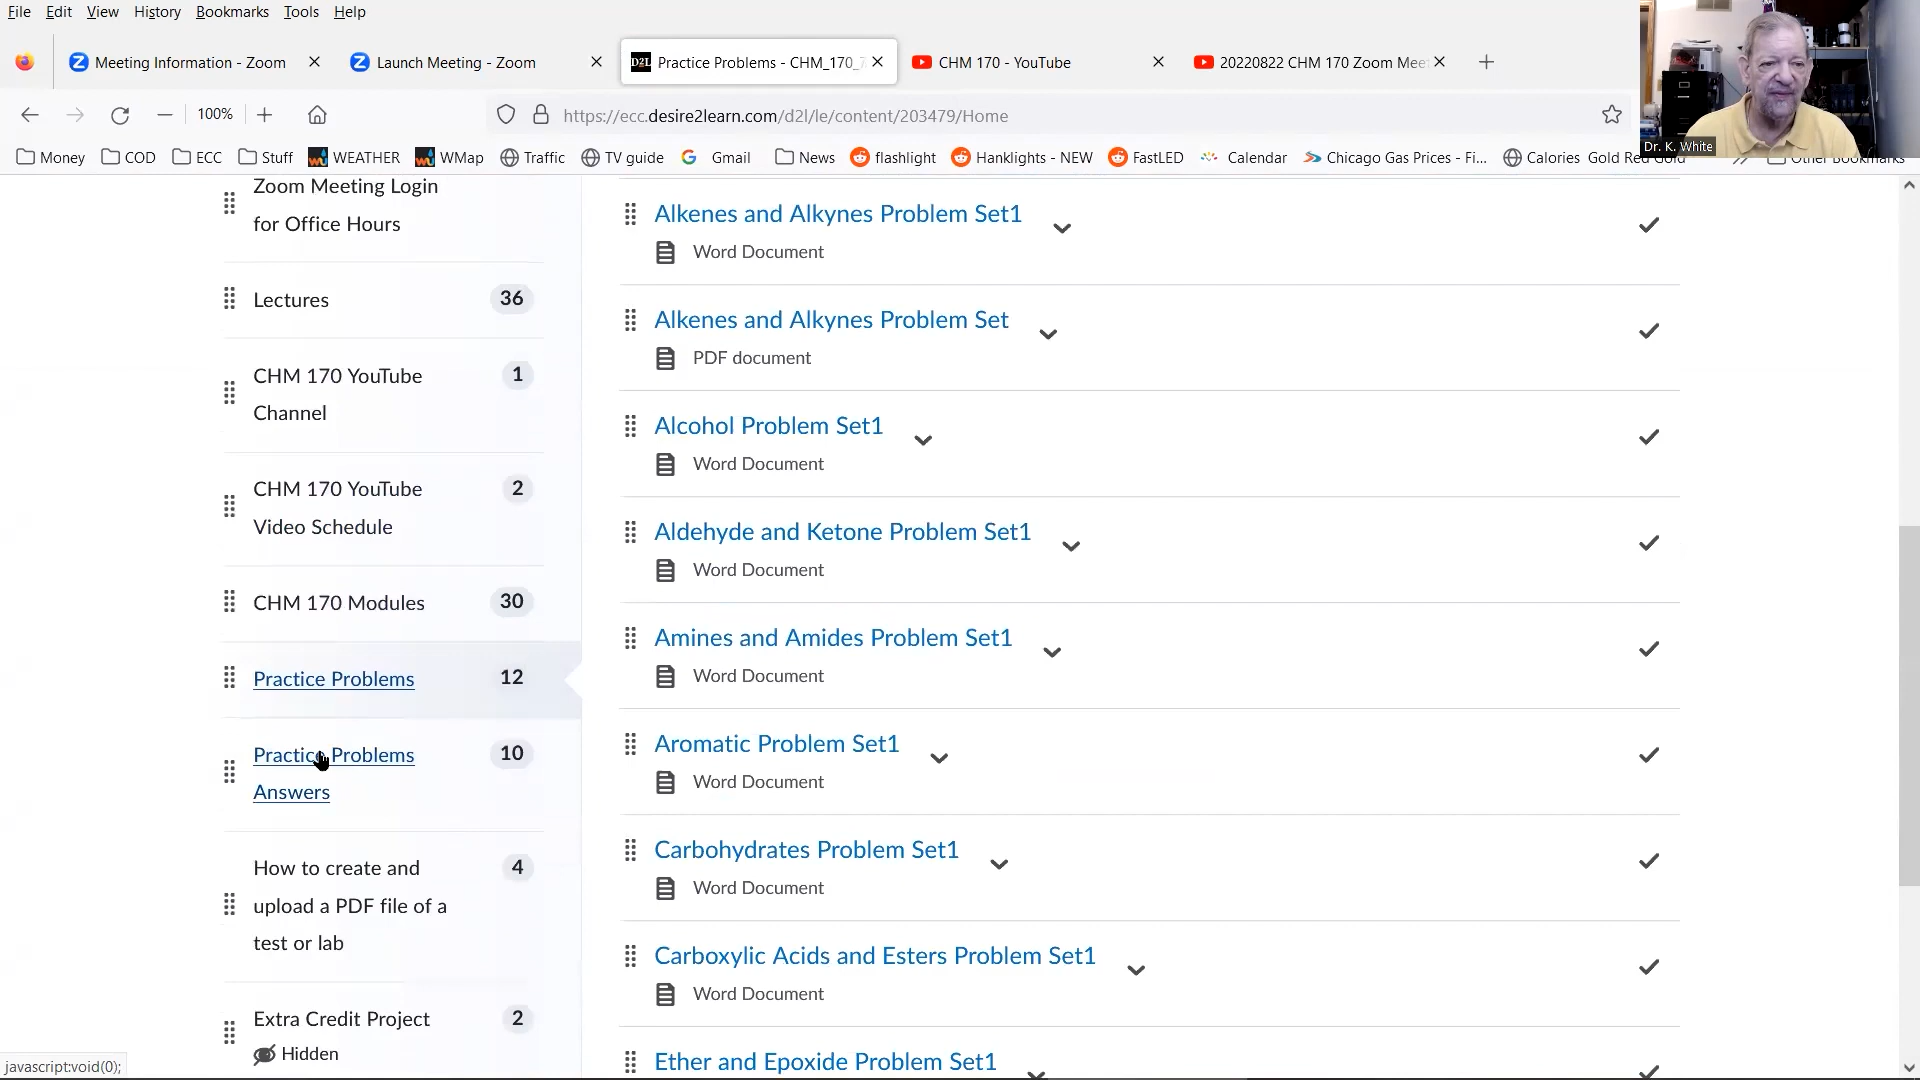 File Edit View History Bookmarks Tools Help
Meeting Information - Zoom Launch Meeting - Zoom D2L Practice Problems - CHM_170_ CHM 170 - YouTube 20220822 CHM 170 Zoom Mee
100% https://ecc.desire2learn.com/d2l/le/content/203479/Home
Money COD ECC Stuff WEATHER WMap Traffic TV guide Gmail News flashlight Hanklights - NEW FastLED Calendar Chicago Gas Prices - Fi... Calories Gold Red Gold Other Bookmarks
Dr. K. White
Zoom Meeting Login
for Office Hours
Lectures 36
CHM 170 YouTube 1
Channel
CHM 170 YouTube 2
Video Schedule
CHM 170 Modules 30
Practice Problems 12
Practice Problems 10
Answers
How to create and 4
upload a PDF file of a
test or lab
Extra Credit Project 2
Hidden
Alkenes and Alkynes Problem Set1
Word Document
Alkenes and Alkynes Problem Set
PDF document
Alcohol Problem Set1
Word Document
Aldehyde and Ketone Problem Set1
Word Document
Amines and Amides Problem Set1
Word Document
Aromatic Problem Set1
Word Document
Carbohydrates Problem Set1
Word Document
Carboxylic Acids and Esters Problem Set1
Word Document
Ether and Epoxide Problem Set1
javascript:void(0);